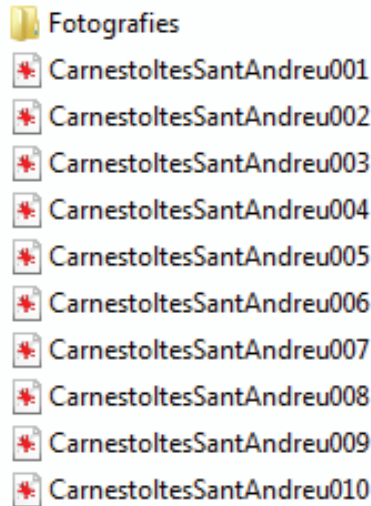 Fotografies
CarnestoltesSantAndreu001
CarnestoltesSantAndreu002
CarnestoltesSantAndreu003
CarnestoltesSantAndreu004
CarnestoltesSantAndreu005
CarnestoltesSantAndreu006
CarnestoltesSantAndreu007
CarnestoltesSantAndreu008
CarnestoltesSantAndreu009
CarnestoltesSantAndreu010